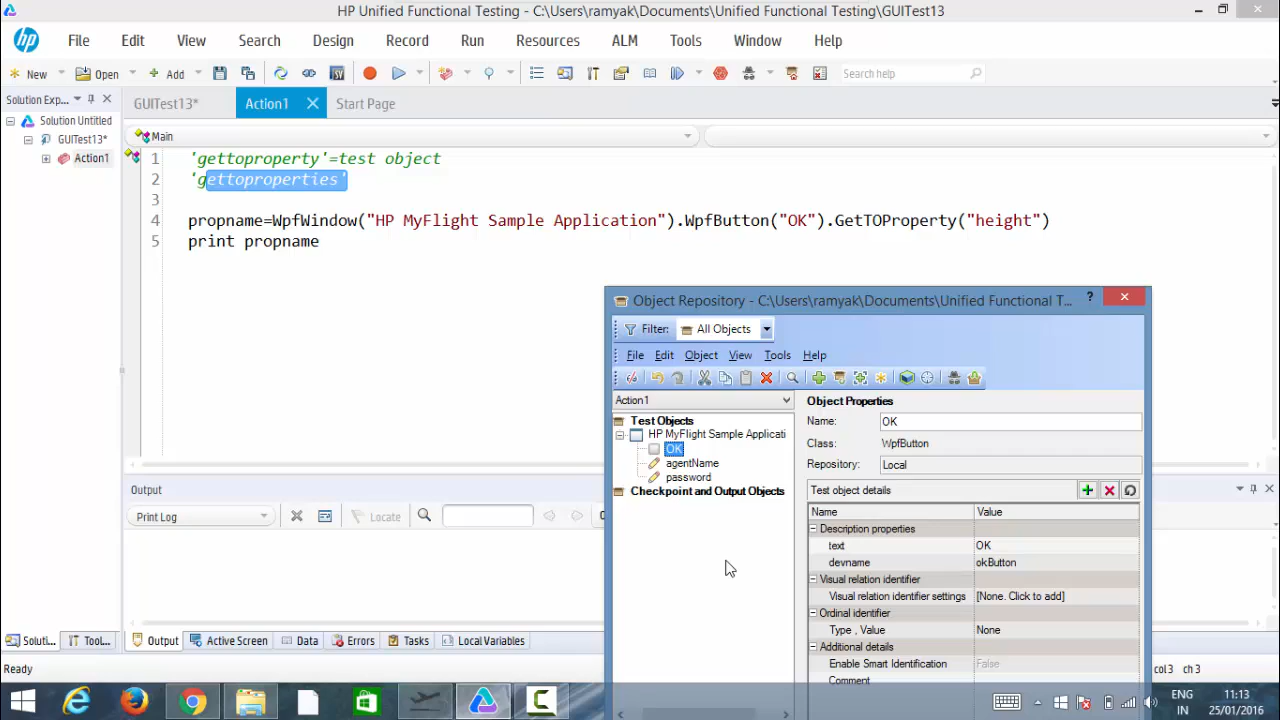 HP Unified Functional Testing - C:\Users\ramyak\Documents\Unified Functional Testing\GUITest13
hp File Edit View Search Design Record Run Resources ALM Tools Window Help
New Open Add Search help
Solution Expl... GUITest13* Action1 Start Page
Solution Untitled
GUITest13*
Action1
Main
1 'gettoproperty'=test object
2 'gettoproperties'
3
4 propname=WpfWindow("HP MyFlight Sample Application").WpfButton("OK").GetTOProperty("height")
5 print propname
Object Repository - C:\Users\ramyak\Documents\Unified Functional T...
Filter: All Objects
File Edit Object View Tools Help
Action1
Test Objects
HP MyFlight Sample Applicati
OK
agentName
password
Checkpoint and Output Objects
Object Properties
Name: OK
Class: WpfButton
Repository: Local
Test object details
Name Value
Description properties
text OK
devname okButton
Visual relation identifier
Visual relation identifier settings [None. Click to add]
Ordinal identifier
Type , Value None
Additional details
Enable Smart Identification False
Comment
Output
Print Log Locate
Soluti... Tool... Output Active Screen Data Errors Tasks Local Variables
Ready col3 ch 3
ENG 11:13
IN 25/01/2016